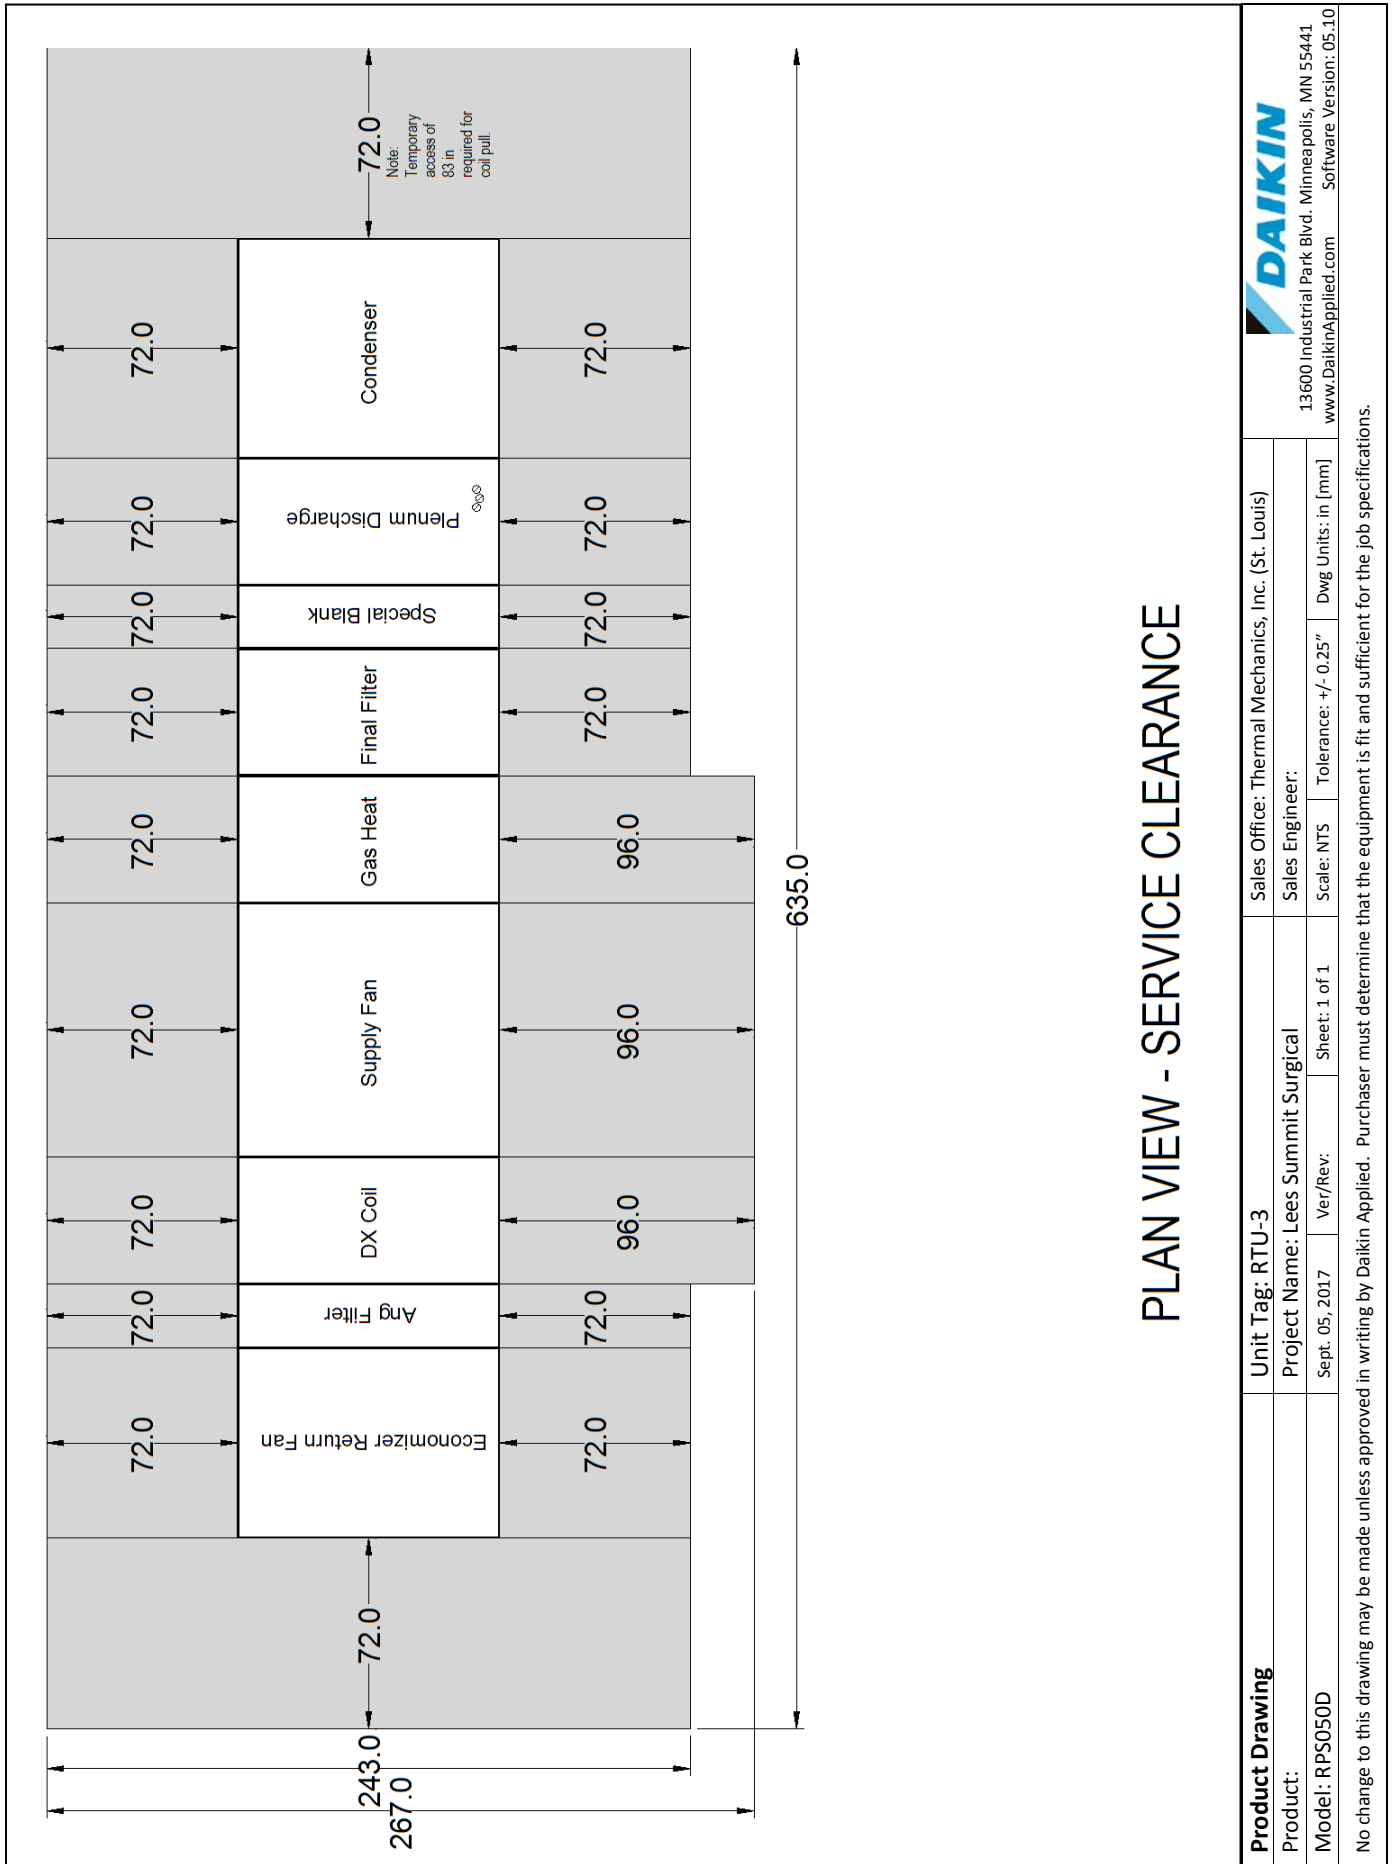 72.0
72.0
72.0
72.0
72.0
72.0
72.0
72.0
72.0
Economizer Return Fan
Ang Filter
DX Coil
Supply Fan
Gas Heat
Final Filter
Special Blank
Plenum Discharge
Condenser
72.0
Note:
Temporary
access of
83 in
required for
coil pull.
243.0
267.0
72.0
72.0
96.0
96.0
96.0
72.0
72.0
72.0
72.0
635.0
PLAN VIEW - SERVICE CLEARANCE
Product Drawing
Unit Tag: RTU-3
Sales Office: Thermal Mechanics, Inc. (St. Louis)
Product:
Project Name: Lees Summit Surgical
Sales Engineer:
Model: RPS050D
Sept. 05, 2017
Ver/Rev:
Sheet: 1 of 1
Scale: NTS
Tolerance: +/- 0.25”
Dwg Units: in [mm]
DAIKIN
13600 Industrial Park Blvd. Minneapolis, MN 55441
www.DaikinApplied.com Software Version: 05.10
No change to this drawing may be made unless approved in writing by Daikin Applied. Purchaser must determine that the equipment is fit and sufficient for the job specifications.